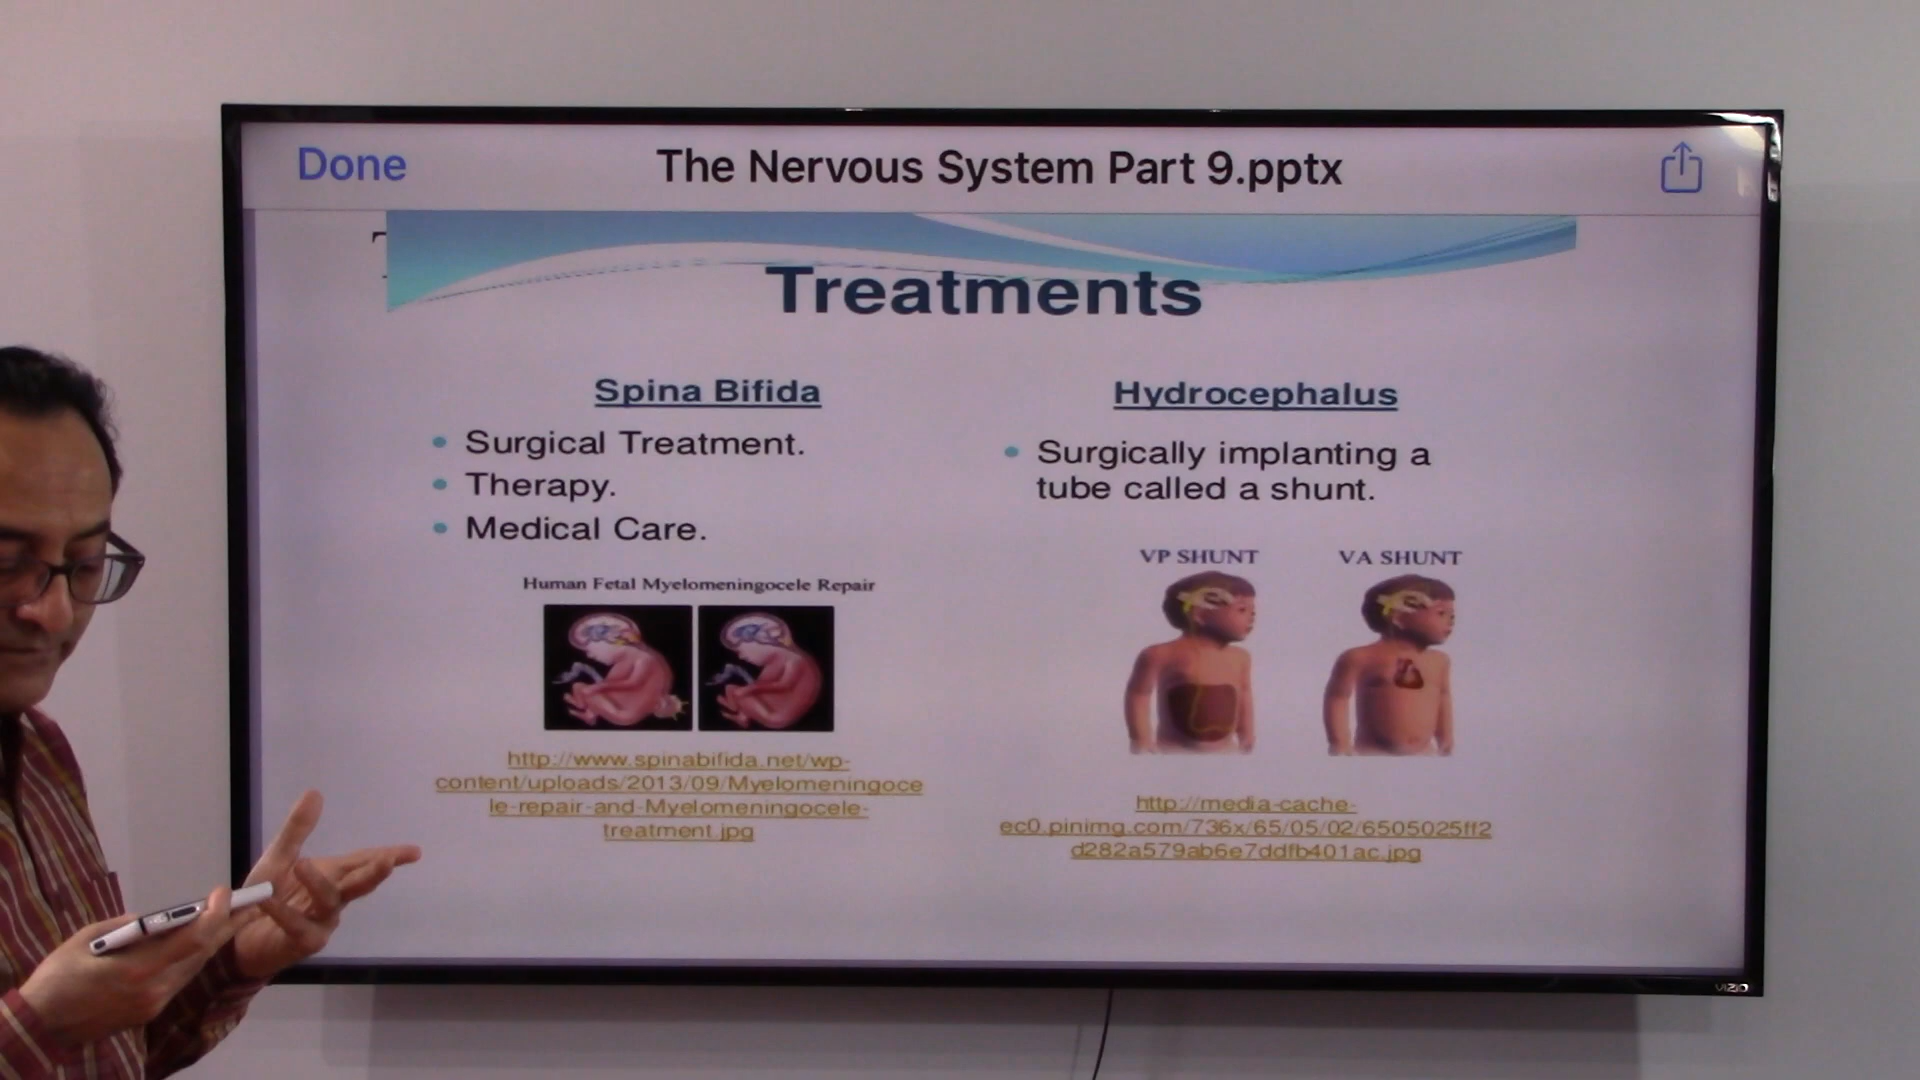 Done
The Nervous System Part 9.pptx
Treatments
Spina Bifida
• Surgical Treatment.
• Therapy.
• Medical Care.
Human Fetal Myelomeningocele Repair
http://www.spinabifida.net/wp-
content/uploads/2013/09/Myelomeningoce
le-repair-and-Myelomeningocele-
treatment.jpg
Hydrocephalus
• Surgically implanting a
tube called a shunt.
VP SHUNT
VA SHUNT
http://media-cache-
ec0.pinimg.com/736x/65/05/02/6505025ff2
d282a579ab6e7ddfb401ac.jpg
VIZIO